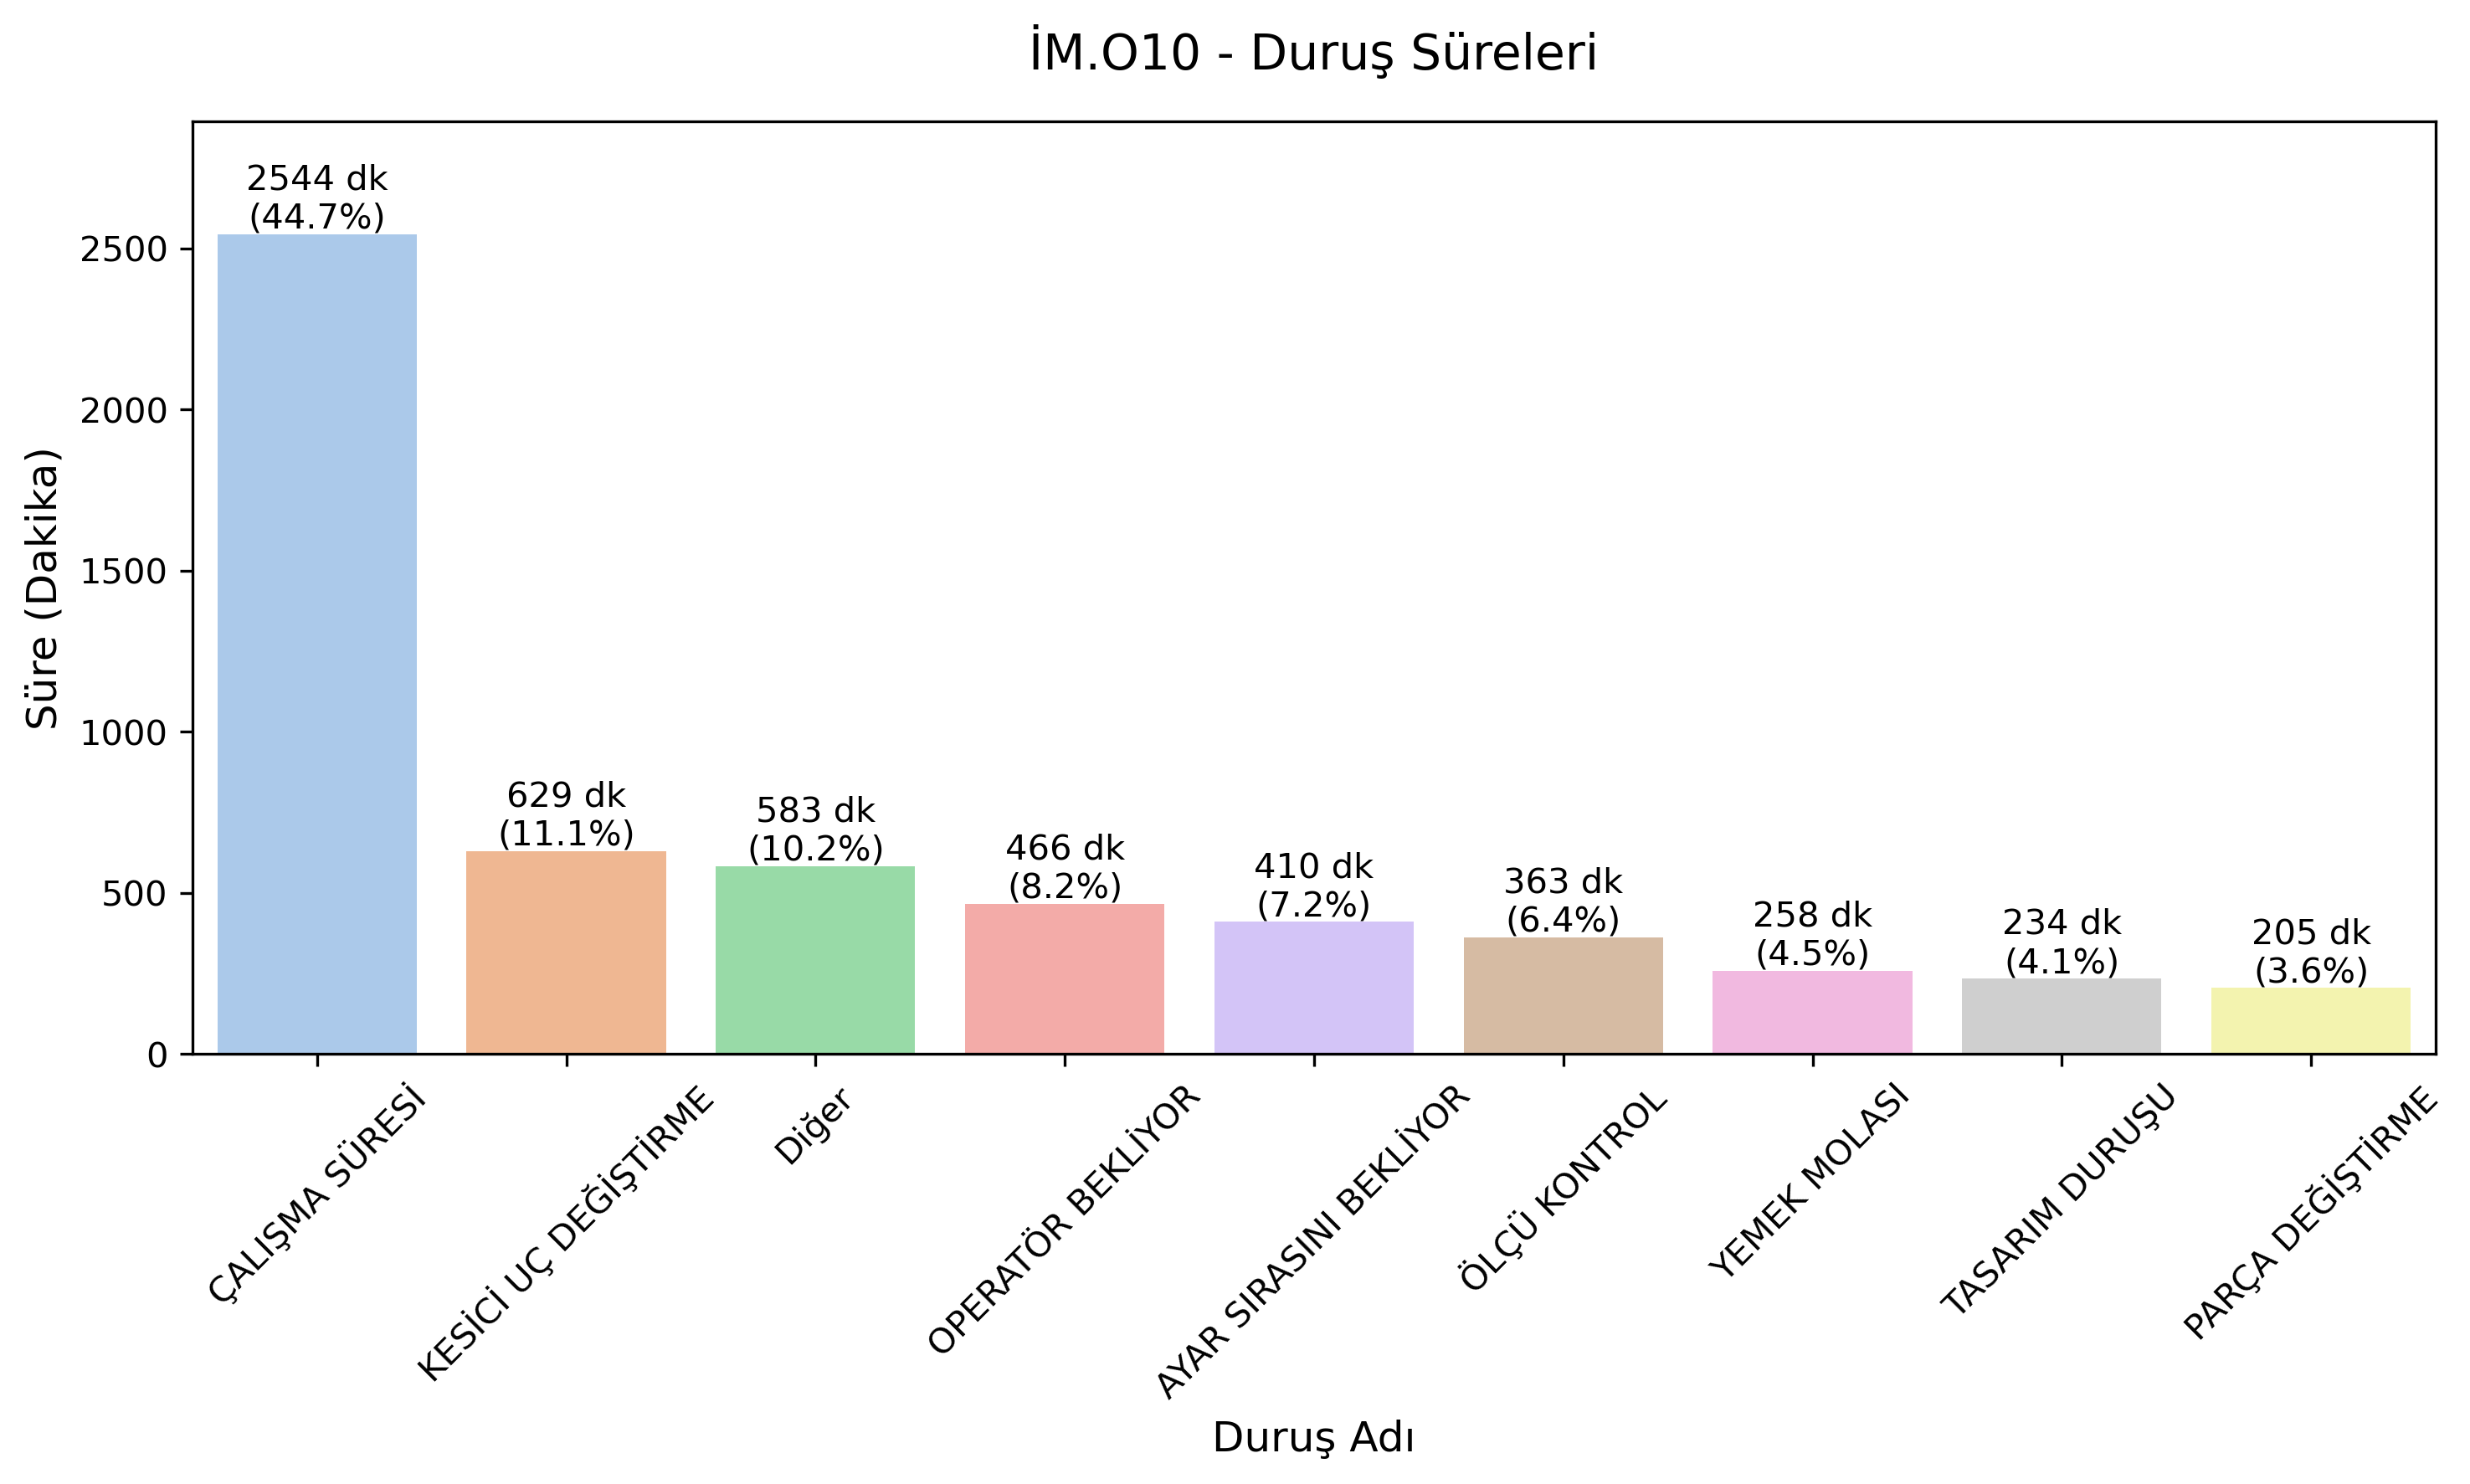 İM.O10 - Duruş Süreleri
Süre (Dakika)
2500
2000
1500
1000
500
0
2544 dk
(44.7%)
629 dk
(11.1%)
583 dk
(10.2%)
466 dk
(8.2%)
410 dk
(7.2%)
363 dk
(6.4%)
258 dk
(4.5%)
234 dk
(4.1%)
205 dk
(3.6%)
ÇALIŞMA SÜRESİ
KESİCİ UÇ DEĞİŞTİRME
Diğer
OPERATÖR BEKLİYOR
AYAR SIRASINI BEKLİYOR
ÖLÇÜ KONTROL
YEMEK MOLASI
TASARIM DURUŞU
PARÇA DEĞİŞTİRME
Duruş Adı